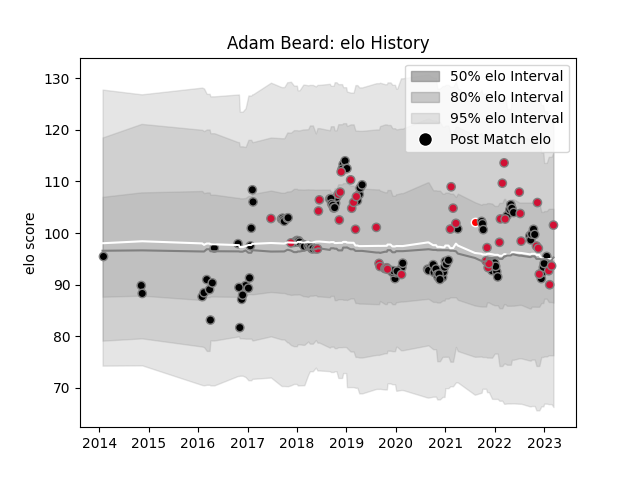 Adam Beard: elo History
50% elo Interval
80% elo Interval
95% elo Interval
Post Match elo
elo score
130
120
110
100
90
80
70
2014 2015 2016 2017 2018 2019 2020 2021 2022 2023